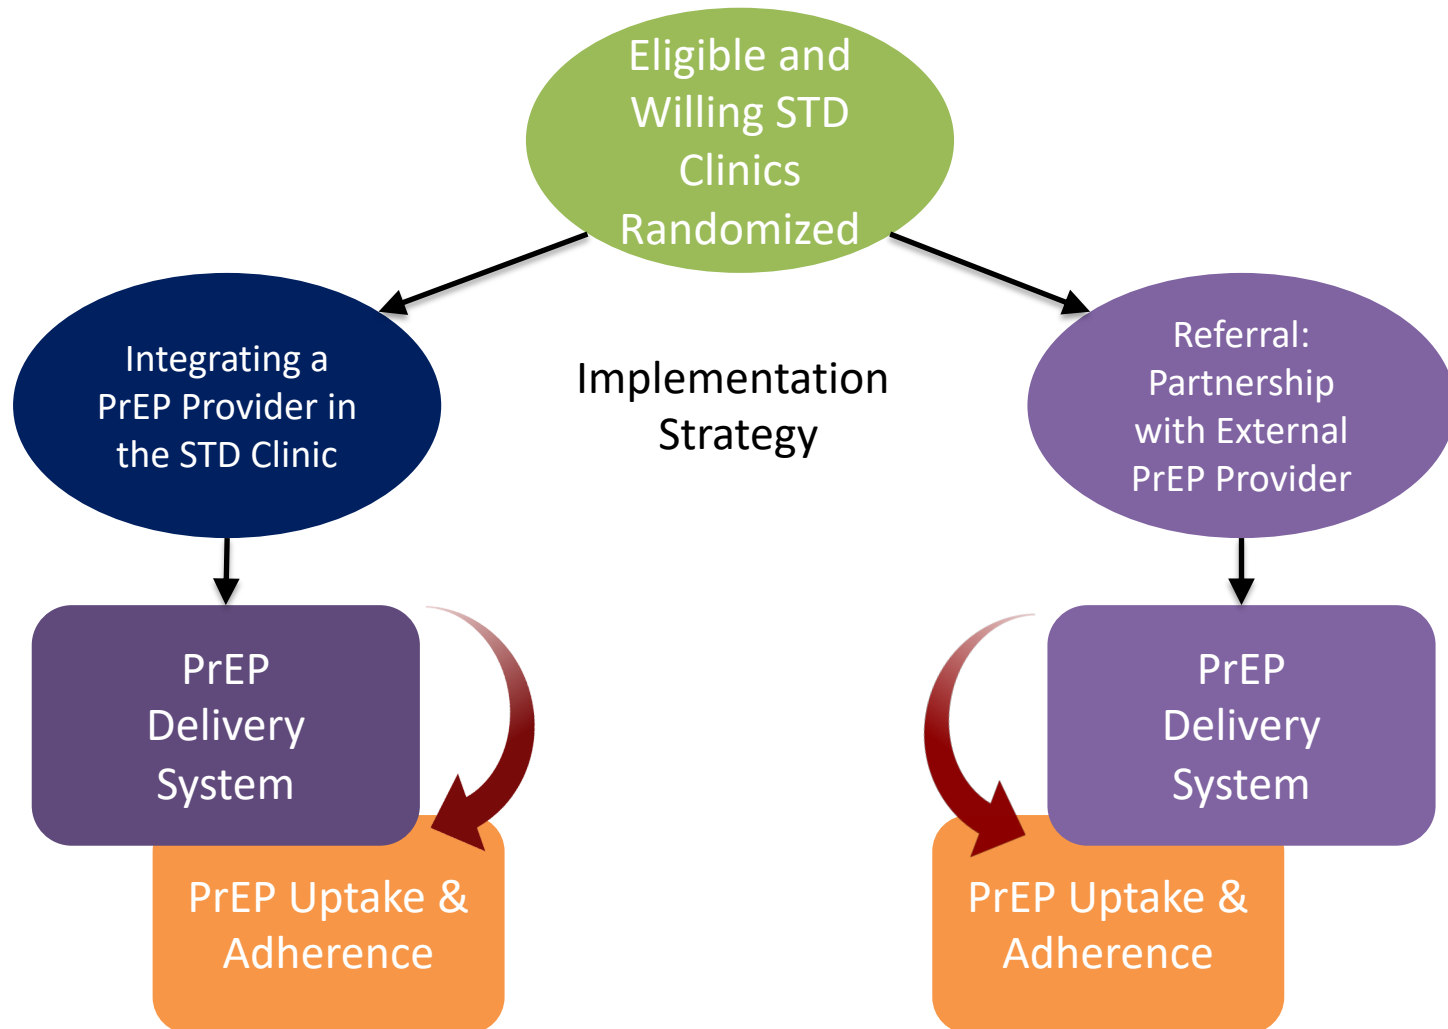 Eligible and
Willing STD
Clinics
Randomized
Integrating a
PrEP Provider in
the STD Clinic
Implementation
Strategy
Referral:
Partnership
with External
PrEP Provider
PrEP
Delivery
System
PrEP
Delivery
System
PrEP Uptake &
Adherence
PrEP Uptake &
Adherence